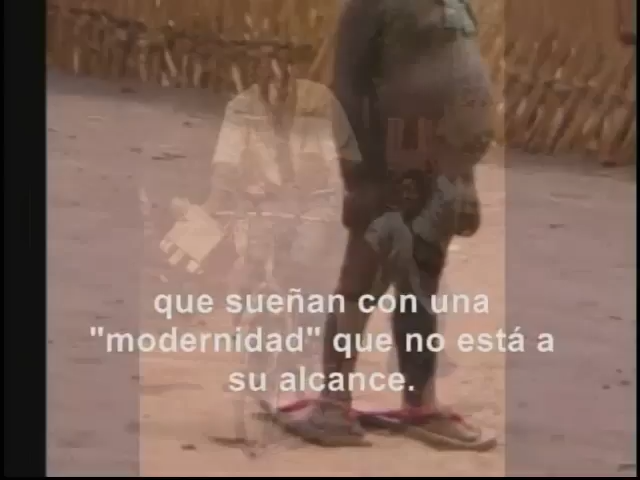 que sueñan con una
"modernidad" que no está a
su alcance.